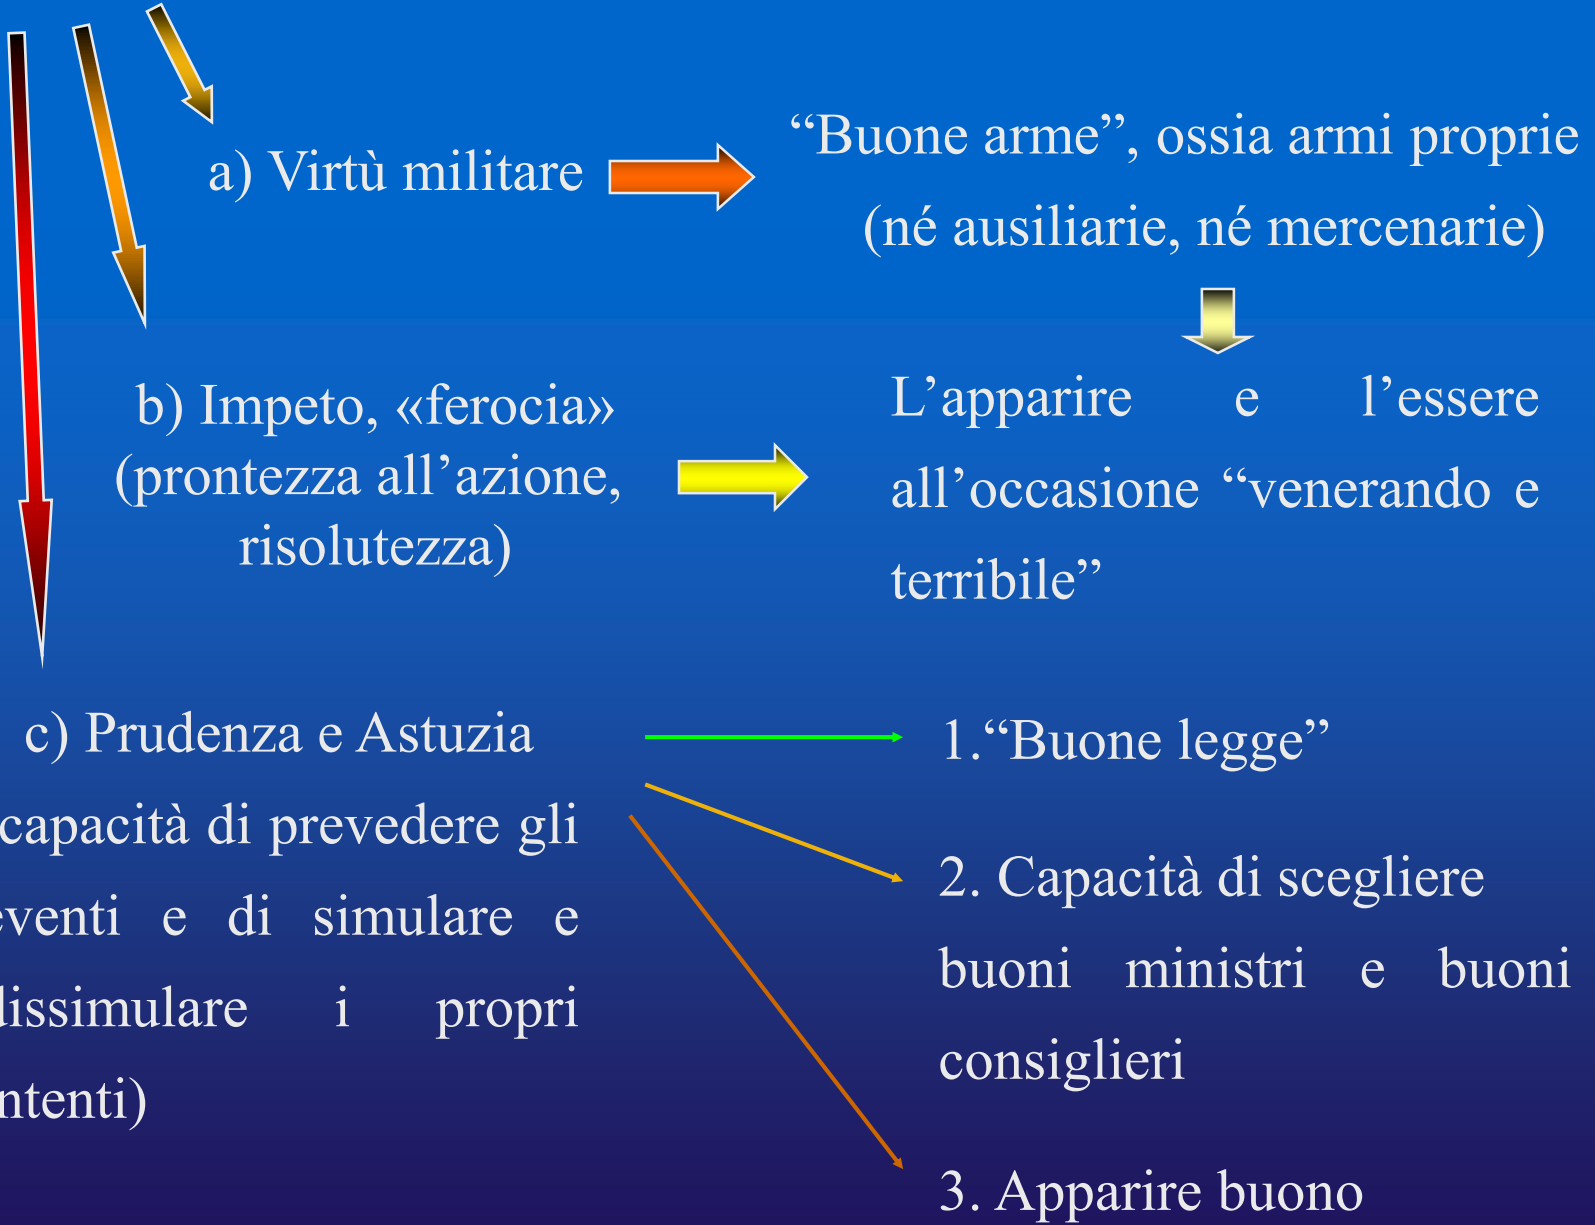 a) Virtù militare
“Buone arme”, ossia armi proprie
(né ausiliarie, né mercenarie)
b) Impeto, «ferocia»
(prontezza all’azione,
risolutezza)
L’apparire e l’essere
all’occasione “venerando e
terribile”
c) Prudenza e Astuzia
capacità di prevedere gli
eventi e di simulare e
dissimulare i propri
ntenti)
1.“Buone legge”
2. Capacità di scegliere
buoni ministri e buoni
consiglieri
3. Apparire buono